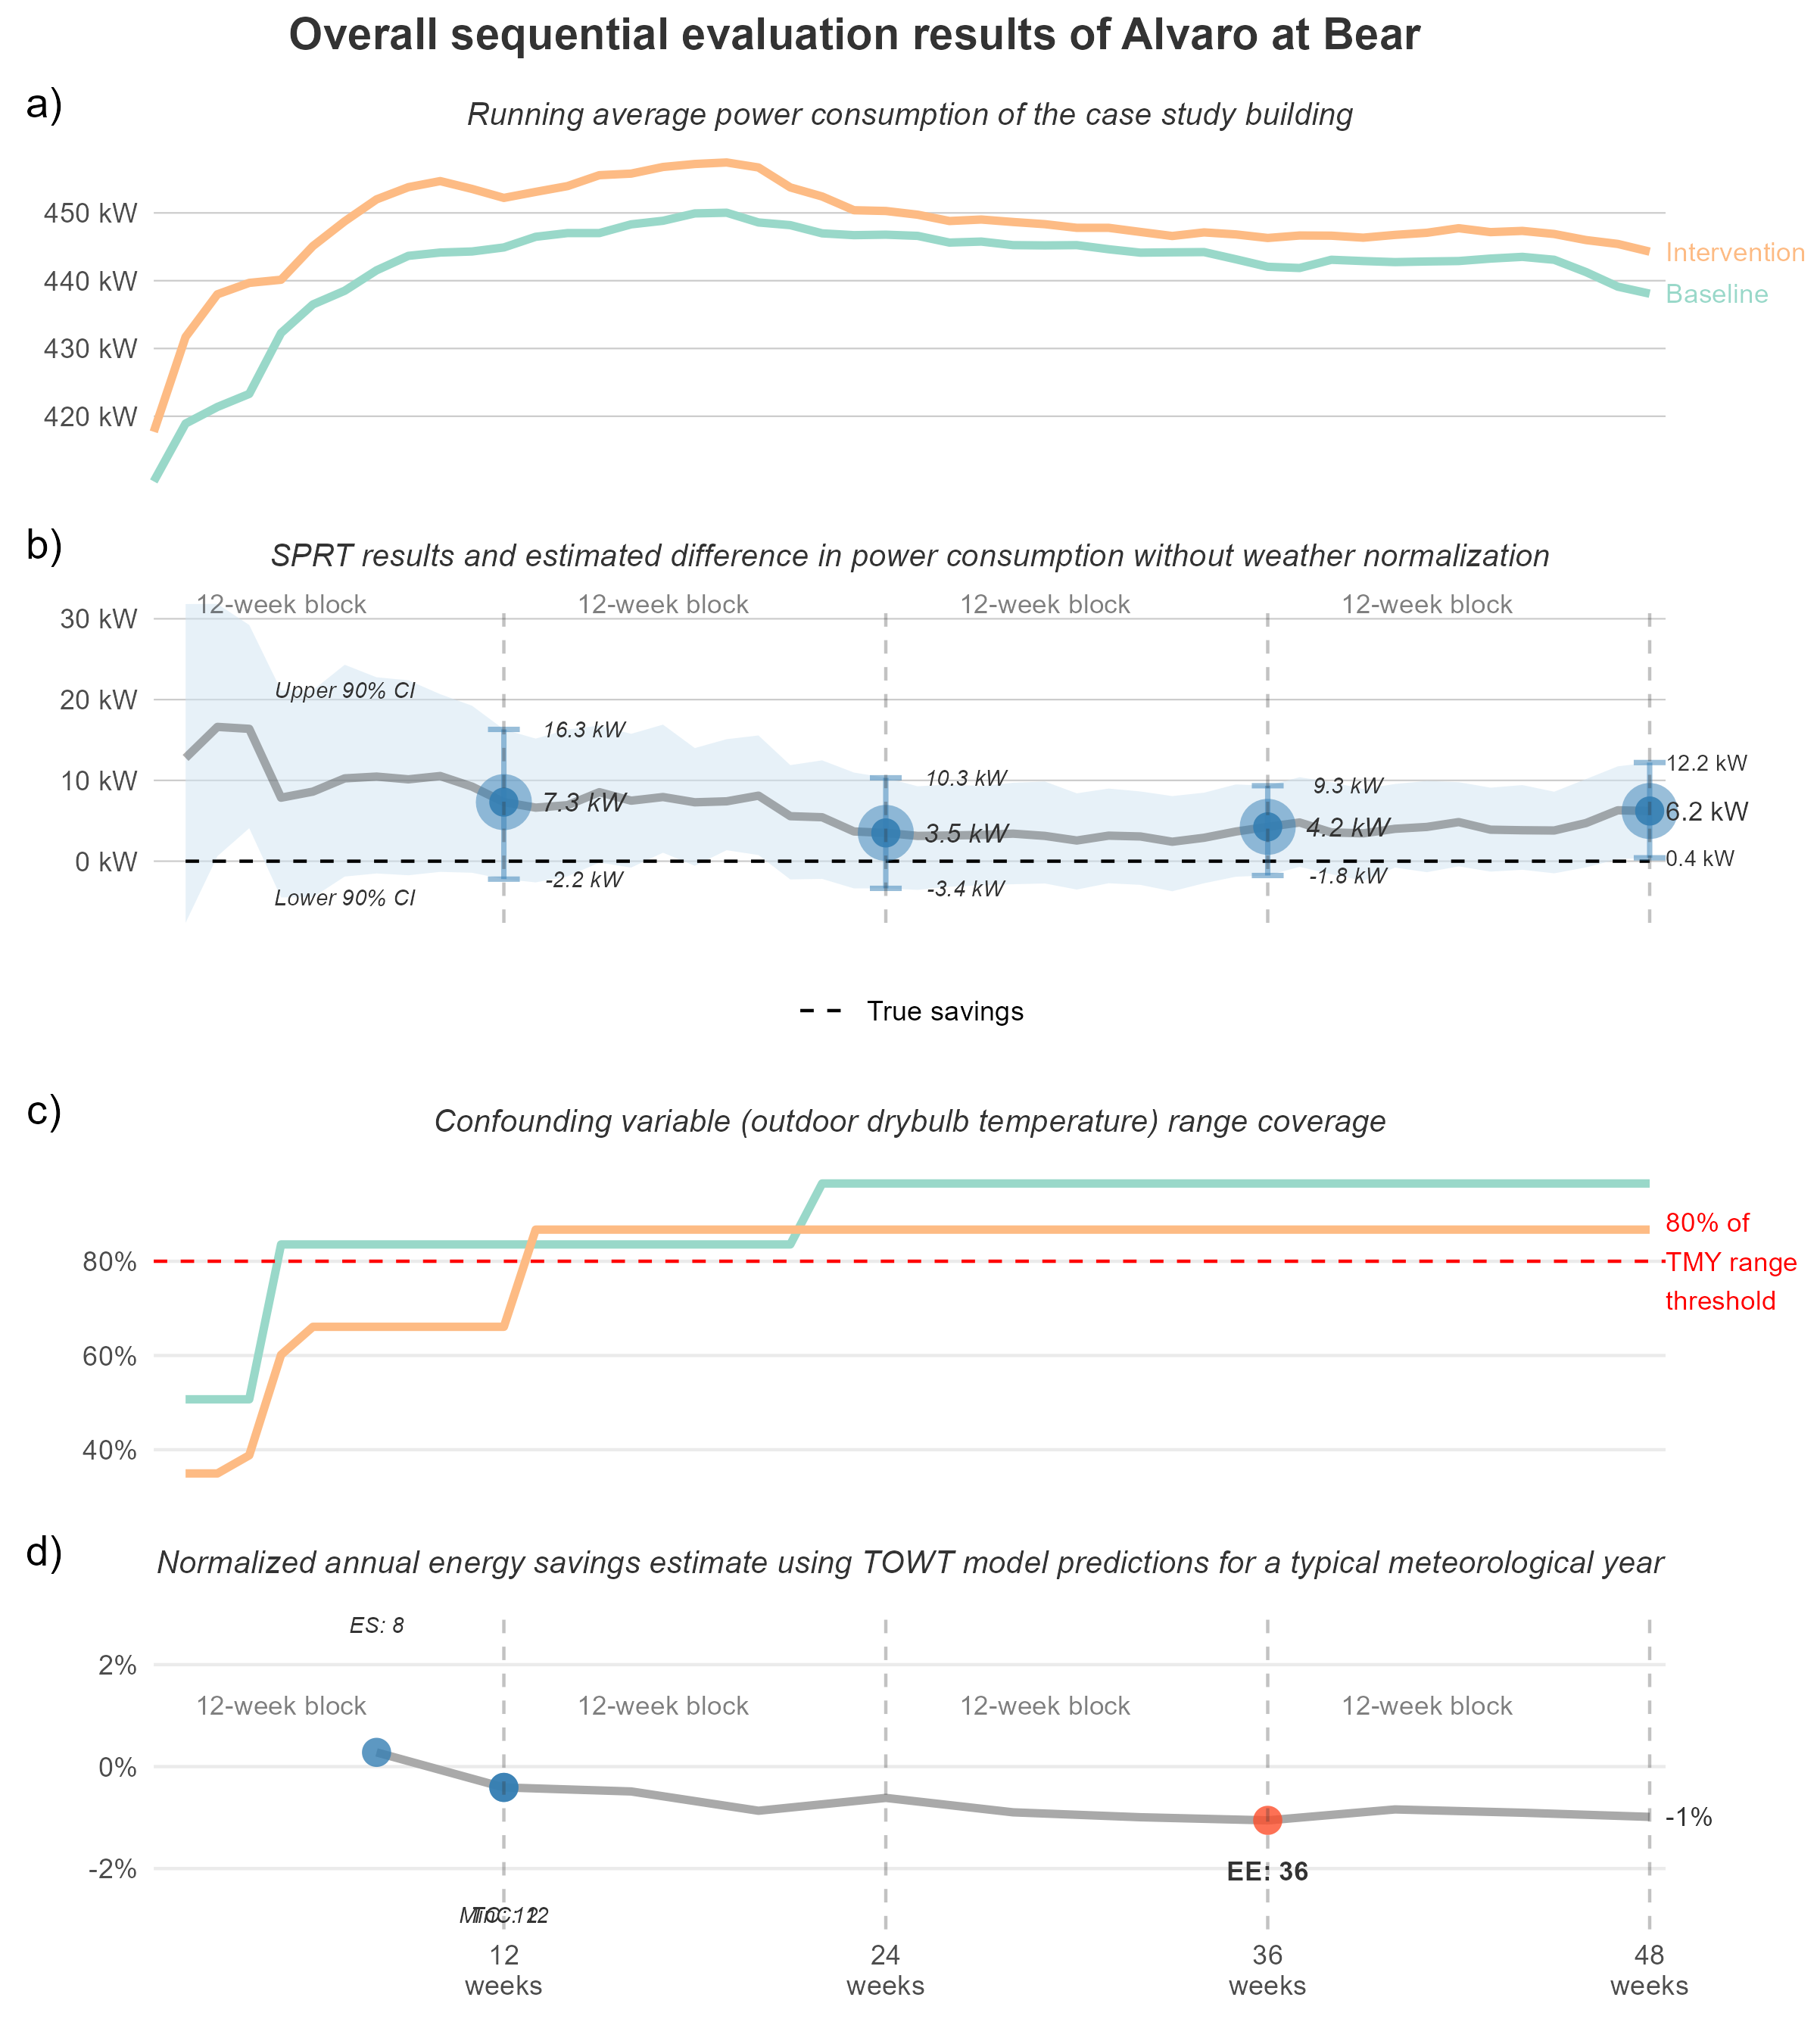 Overall sequential evaluation results of Alvaro at Bear
a)
Running average power consumption of the case study building
450 kW
440 kW
430 kW
420 kW
Intervention
Baseline
b)
SPRT results and estimated difference in power consumption without weather normalization
12-week block
12-week block
12-week block
12-week block
30 kW
20 kW
10 kW
0 kW
Upper 90% CI
Lower 90% CI
16.3 kW
7.3 kW
-2.2 kW
10.3 kW
3.5 kW
-3.4 kW
9.3 kW
4.2 kW
-1.8 kW
12.2 kW
6.2 kW
0.4 kW
True savings
c)
Confounding variable (outdoor drybulb temperature) range coverage
80%
60%
40%
80% of
TMY range
threshold
d)
Normalized annual energy savings estimate using TOWT model predictions for a typical meteorological year
ES: 8
2%
0%
-2%
12-week block
12-week block
12-week block
12-week block
-1%
EE: 36
12
weeks
24
weeks
36
weeks
48
weeks